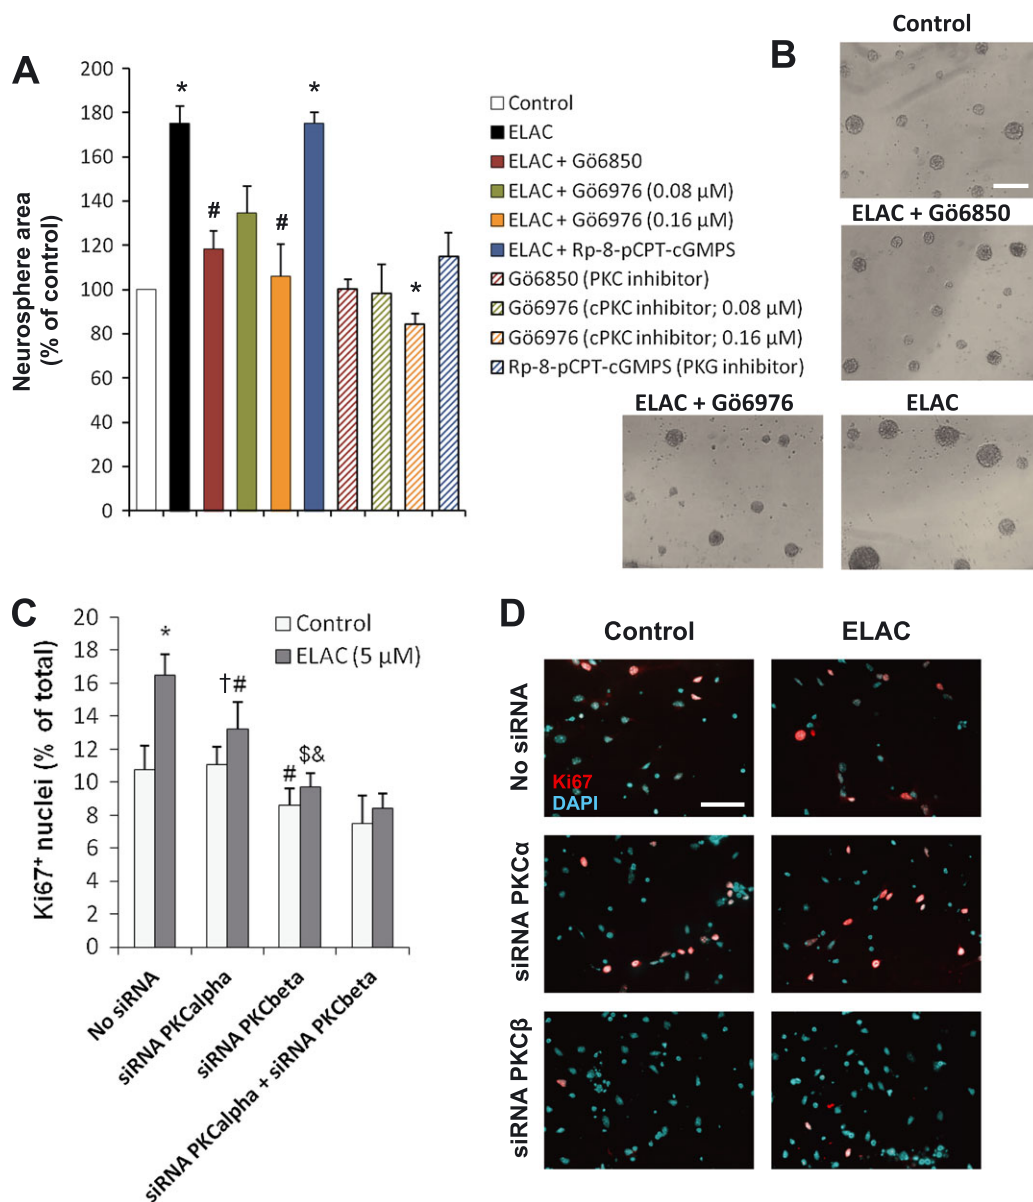 A
Neurosphere area
(% of control)
200
180
160
140
120
100
80
60
40
20
0
*
#
#
*
*
Control
ELAC
ELAC + Gö6850
ELAC + Gö6976 (0.08 µM)
ELAC + Gö6976 (0.16 µM)
ELAC + Rp-8-pCPT-cGMPS
Gö6850 (PKC inhibitor)
Gö6976 (cPKC inhibitor; 0.08 µM)
Gö6976 (cPKC inhibitor; 0.16 µM)
Rp-8-pCPT-cGMPS (PKG inhibitor)
B
Control
ELAC + Gö6850
ELAC + Gö6976
ELAC
C
Ki67⁺ nuclei (% of total)
20
18
16
14
12
10
8
6
4
2
0
*
†#
#
$&
Control
ELAC (5 µM)
No siRNA
siRNA PKCalpha
siRNA PKCbeta
siRNA PKCalpha + siRNA PKCbeta
D
Control
ELAC
No siRNA
Ki67
DAPI
siRNA PKCα
siRNA PKCβ